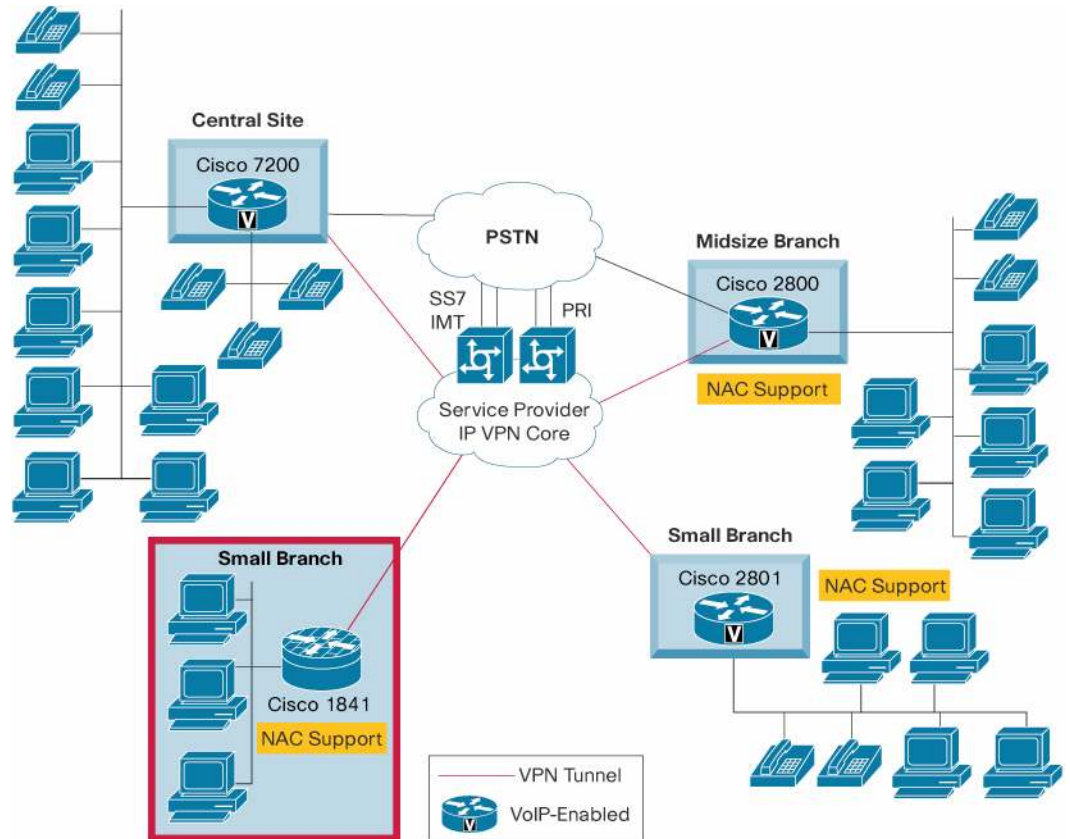 Central Site
Cisco 7200
V
PSTN
SS7
IMT
PRI
Service Provider
IP VPN Core
Midsize Branch
Cisco 2800
V
NAC Support
Small Branch
Cisco 1841
NAC Support
Small Branch
Cisco 2801
V
NAC Support
VPN Tunnel
V
VoIP-Enabled